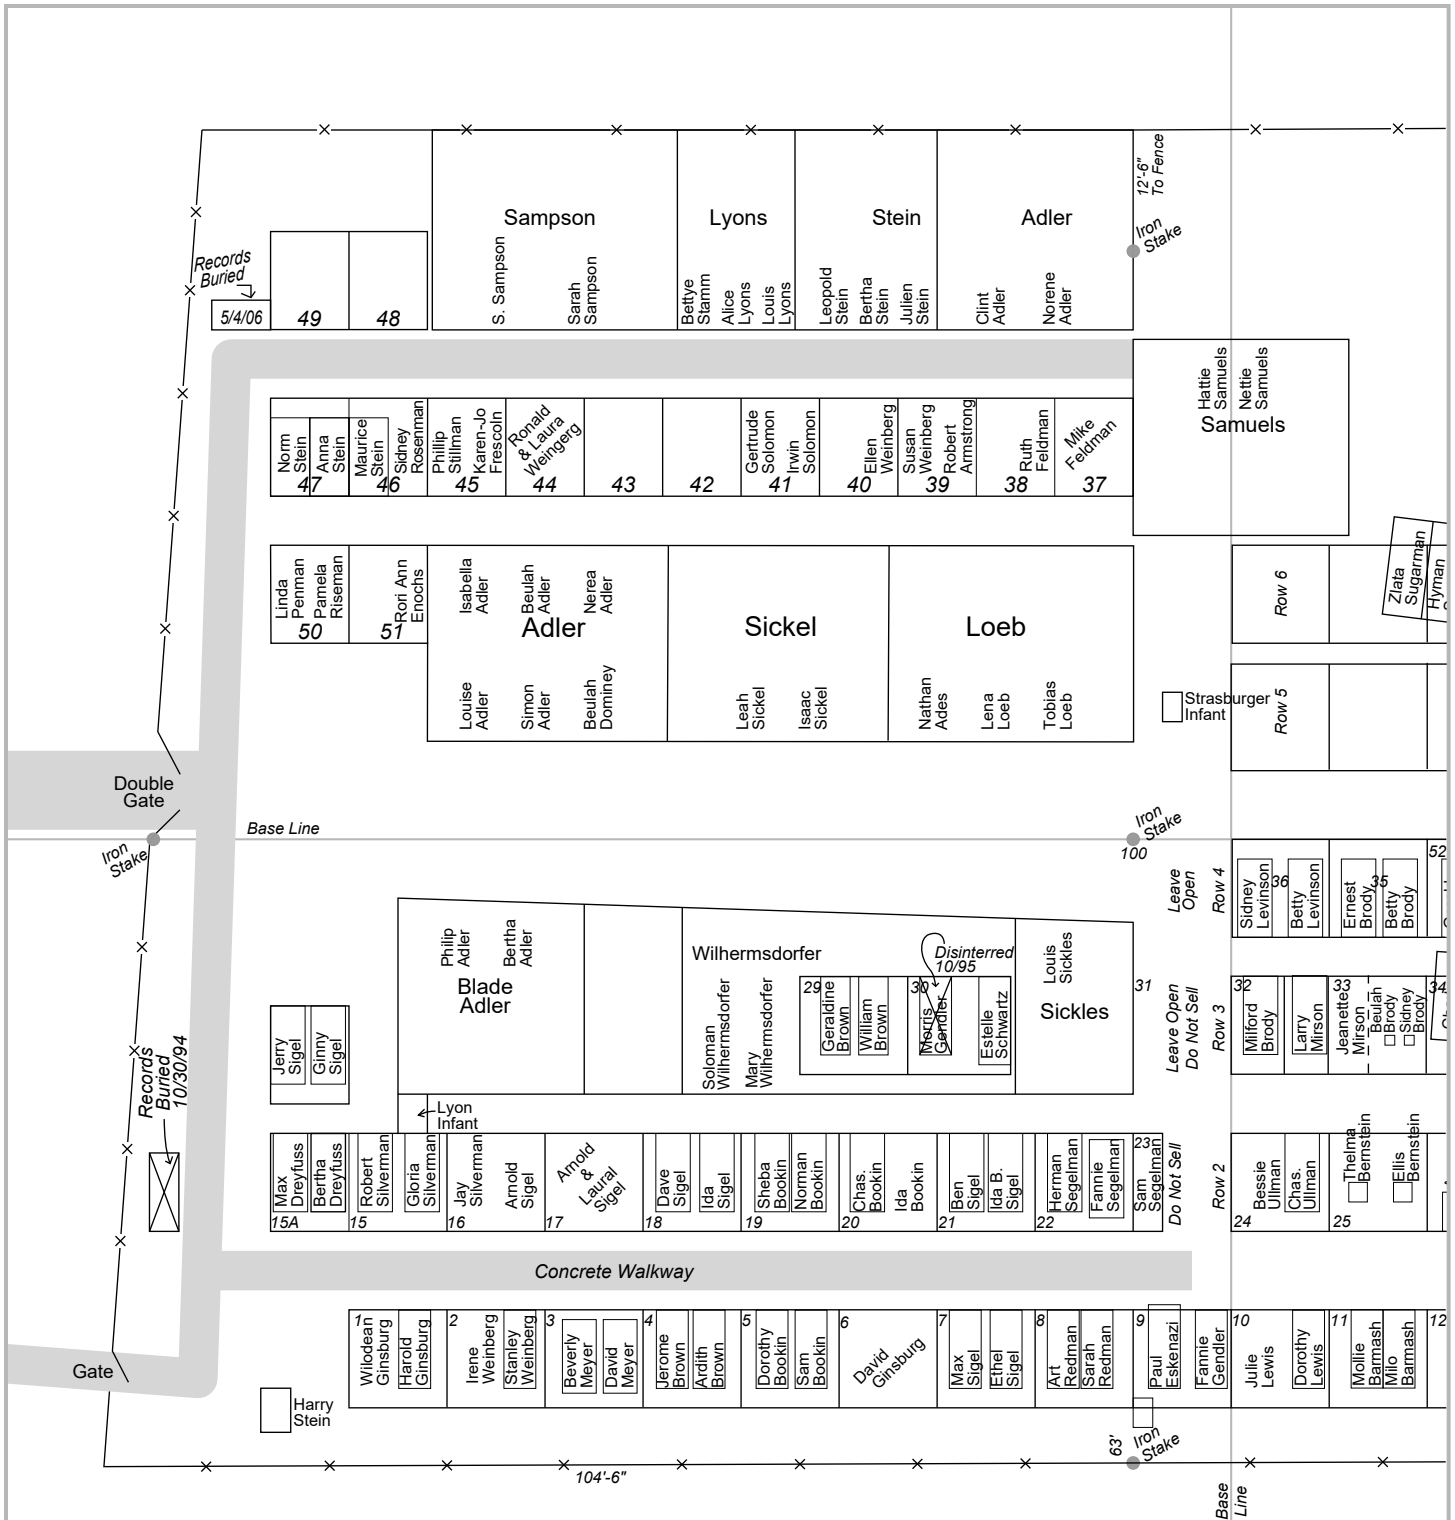 12'-6"
To Fence
Iron
Stake
Records
Buried
5/4/06
49
48
Sampson
S. Sampson
Sarah
Sampson
Lyons
Bettye
Stamm
Alice
Lyons
Louis
Lyons
Stein
Leopold
Stein
Bertha
Stein
Julien
Stein
Adler
Clint
Adler
Norene
Adler
Hattie
Samuels
Nettie
Samuels
Samuels
Norm
Stein
Anna
Stein
47
Maurice
Stein
Sidney
Rosenman
46
Phillip
Stillman
Karen-Jo
Frescoln
45
Ronald
& Laura
Weingerg
44
43
42
Gertrude
Solomon
Irwin
Solomon
41
Ellen
Weinberg
40
Susan
Weinberg
Robert
Armstrong
39
Ruth
Feldman
38
Mike
Feldman
37
Linda
Penman
Pamela
Riseman
50
Rori Ann
Enochs
51
Isabella
Adler
Beulah
Adler
Nerea
Adler
Adler
Louise
Adler
Simon
Adler
Beulah
Dominey
Sickel
Leah
Sickel
Isaac
Sickel
Loeb
Nathan
Ades
Lena
Loeb
Tobias
Loeb
Row 6
Zlata
Sugarman
Hyman
Strasburger
Infant
Row 5
Double
Gate
Iron
Stake
Base Line
Iron
Stake
100
Leave
Open
Row 4
Sidney
Levinson
36
Betty
Levinson
Ernest
Brody
35
Betty
Brody
52
Philip
Adler
Bertha
Adler
Blade
Adler
Wilhermsdorfer
Soloman
Wilhermsdorfer
Mary
Wilhermsdorfer
29
Geraldine
Brown
William
Brown
30
Morris
Gendler
Disinterred
10/95
Estelle
Schwartz
Louis
Sickles
Sickles
31
Leave Open
Do Not Sell
Row 3
32
Milford
Brody
Larry
Mirson
33
Jeanette
Mirson
Beulah
Brody
Sidney
Brody
34
Jerry
Sigel
Ginny
Sigel
Records
Buried
10/30/94
Lyon
Infant
Max
Dreyfuss
Bertha
Dreyfuss
15A
Robert
Silverman
Gloria
Silverman
15
Jay
Silverman
Arnold
Sigel
16
Arnold
&
Laural
Sigel
17
Dave
Sigel
Ida
Sigel
18
Sheba
Bookin
Norman
Bookin
19
Chas.
Bookin
Ida
Bookin
20
Ben
Sigel
Ida B.
Sigel
21
Herman
Segelman
Fannie
Segelman
22
23
Sam
Segelman
Do Not Sell
Row 2
Bessie
Ullman
Chas.
Ullman
24
Thelma
Bernstein
Ellis
Bernstein
25
Concrete Walkway
1
Wilodean
Ginsburg
Harold
Ginsburg
2
Irene
Weinberg
Stanley
Weinberg
3
Beverly
Meyer
David
Meyer
4
Jerome
Brown
Ardith
Brown
5
Dorothy
Bookin
Sam
Bookin
6
David
Ginsburg
7
Max
Sigel
Ethel
Sigel
8
Art
Redman
Sarah
Redman
9
Paul
Eskenazi
Fannie
Gendler
10
Julie
Lewis
Dorothy
Lewis
11
Mollie
Barmash
Milo
Barmash
12
Gate
Harry
Stein
63'
Iron
Stake
104'-6"
Base
Line